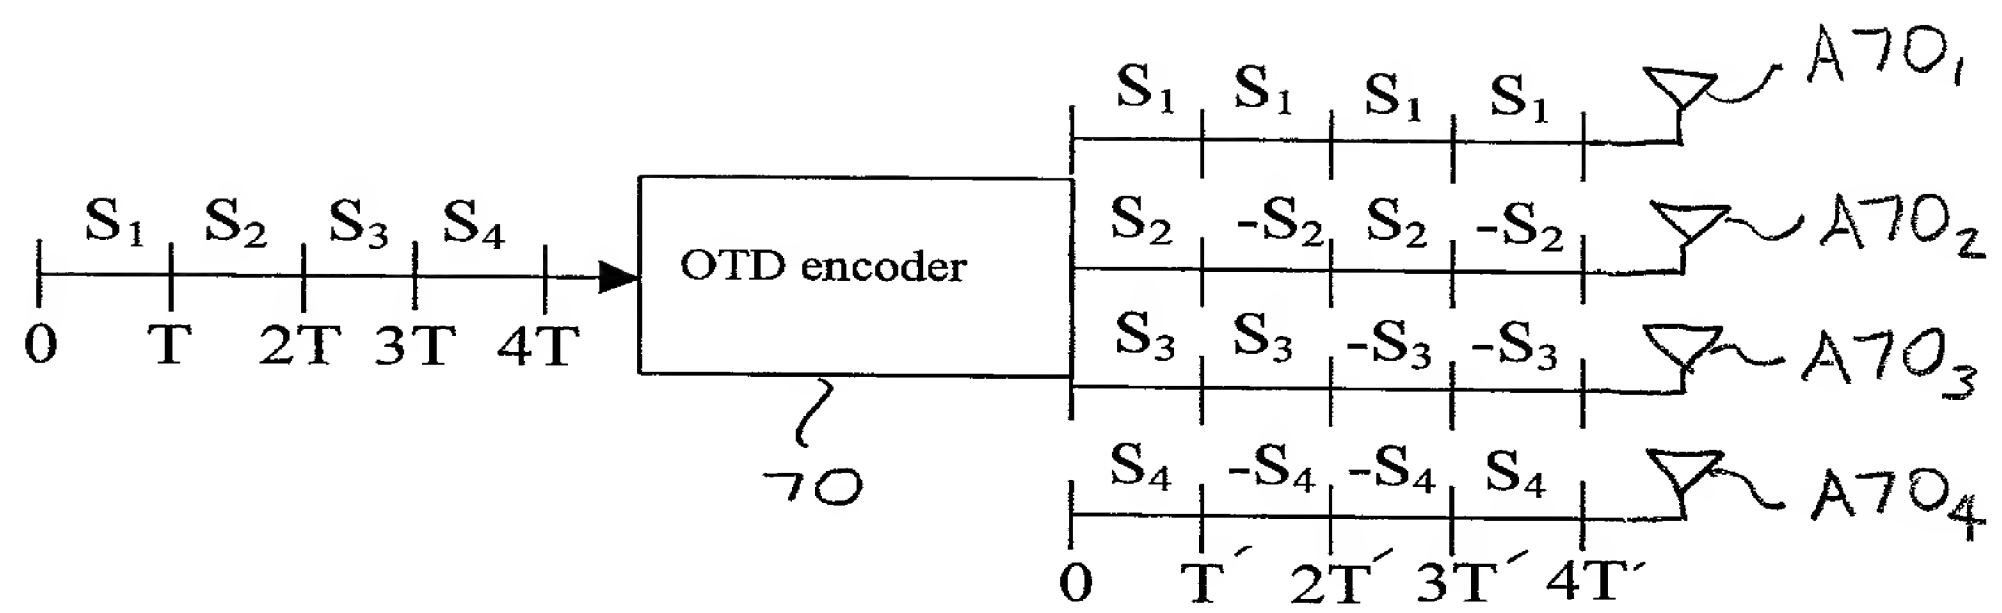 S₁ S₁ S₁ S₁ A70₁
S₂ -S₂ S₂ -S₂ A70₂
S₁ S₂ S₃ S₄
OTD encoder
0 T 2T 3T 4T
S₃ S₃ -S₃ -S₃ A70₃
70
S₄ -S₄ -S₄ S₄ A70₄
0 T´ 2T´ 3T´ 4T´